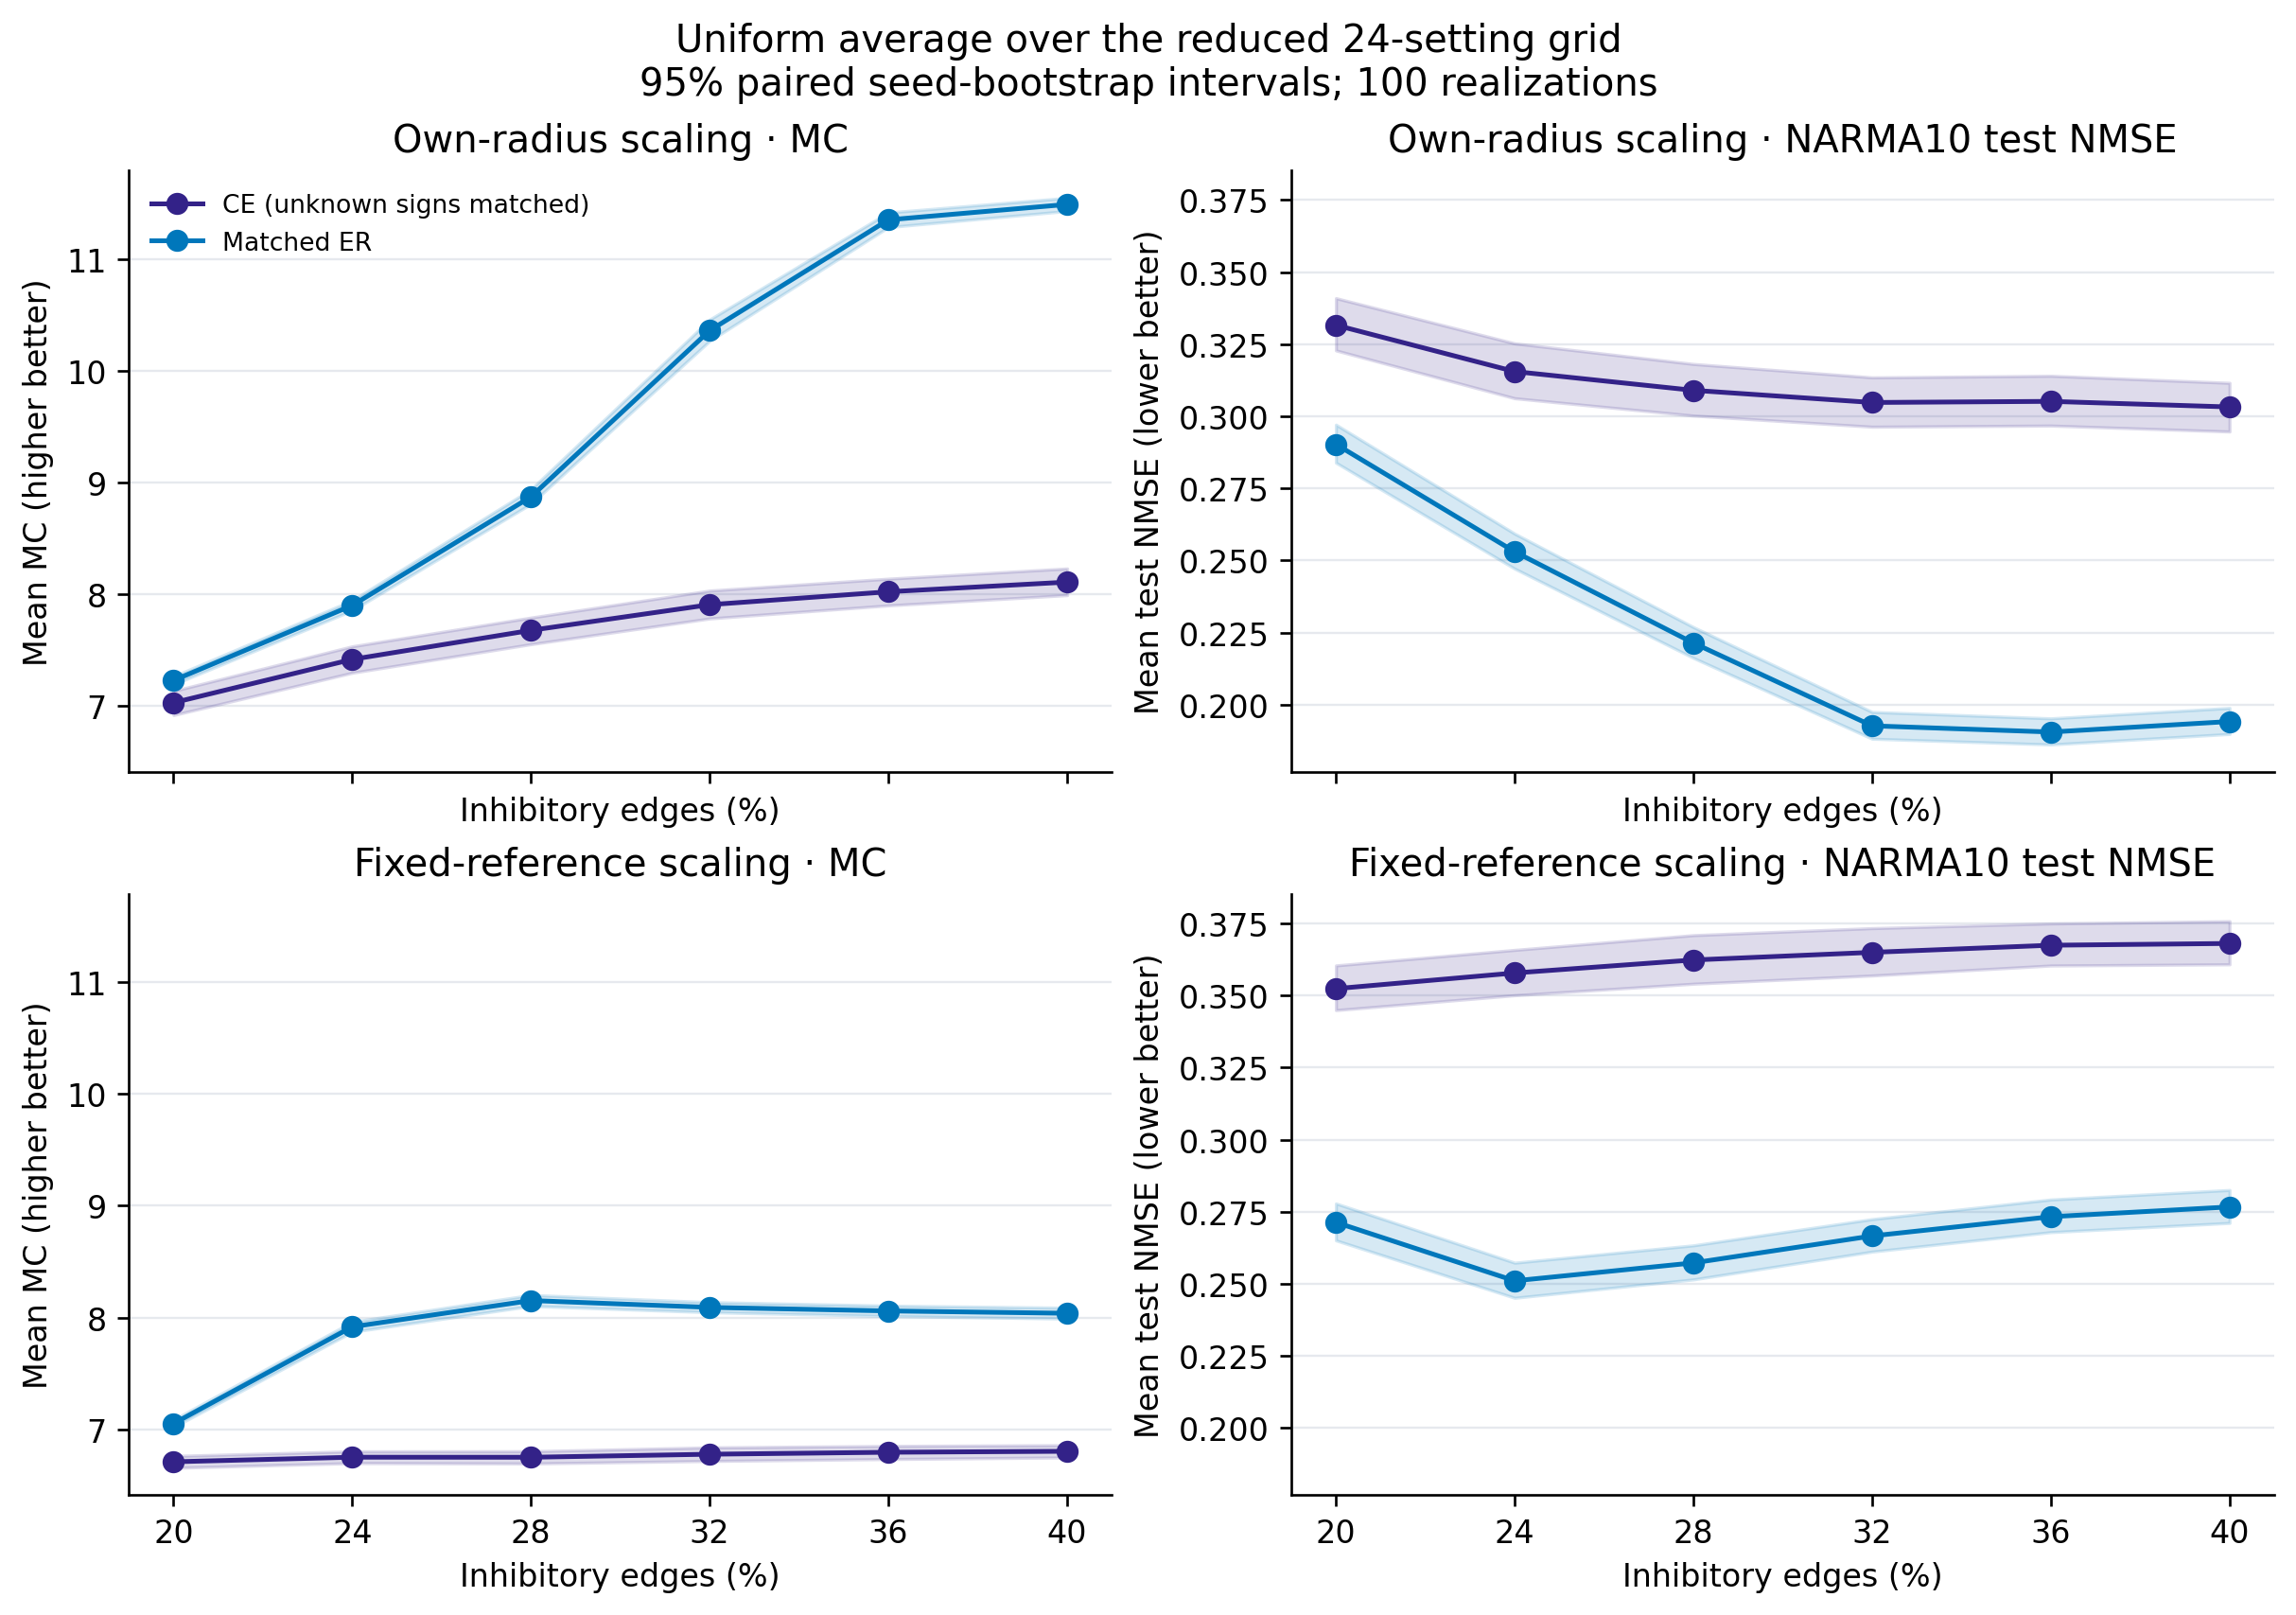 Uniform average over the reduced 24-setting grid
95% paired seed-bootstrap intervals; 100 realizations
Own-radius scaling · MC
CE (unknown signs matched)
Matched ER
Mean MC (higher better)
11
10
9
8
7
Inhibitory edges (%)
Own-radius scaling · NARMA10 test NMSE
Mean test NMSE (lower better)
0.375
0.350
0.325
0.300
0.275
0.250
0.225
0.200
Inhibitory edges (%)
Fixed-reference scaling · MC
Mean MC (higher better)
11
10
9
8
7
20 24 28 32 36 40
Inhibitory edges (%)
Fixed-reference scaling · NARMA10 test NMSE
Mean test NMSE (lower better)
0.375
0.350
0.325
0.300
0.275
0.250
0.225
0.200
20 24 28 32 36 40
Inhibitory edges (%)